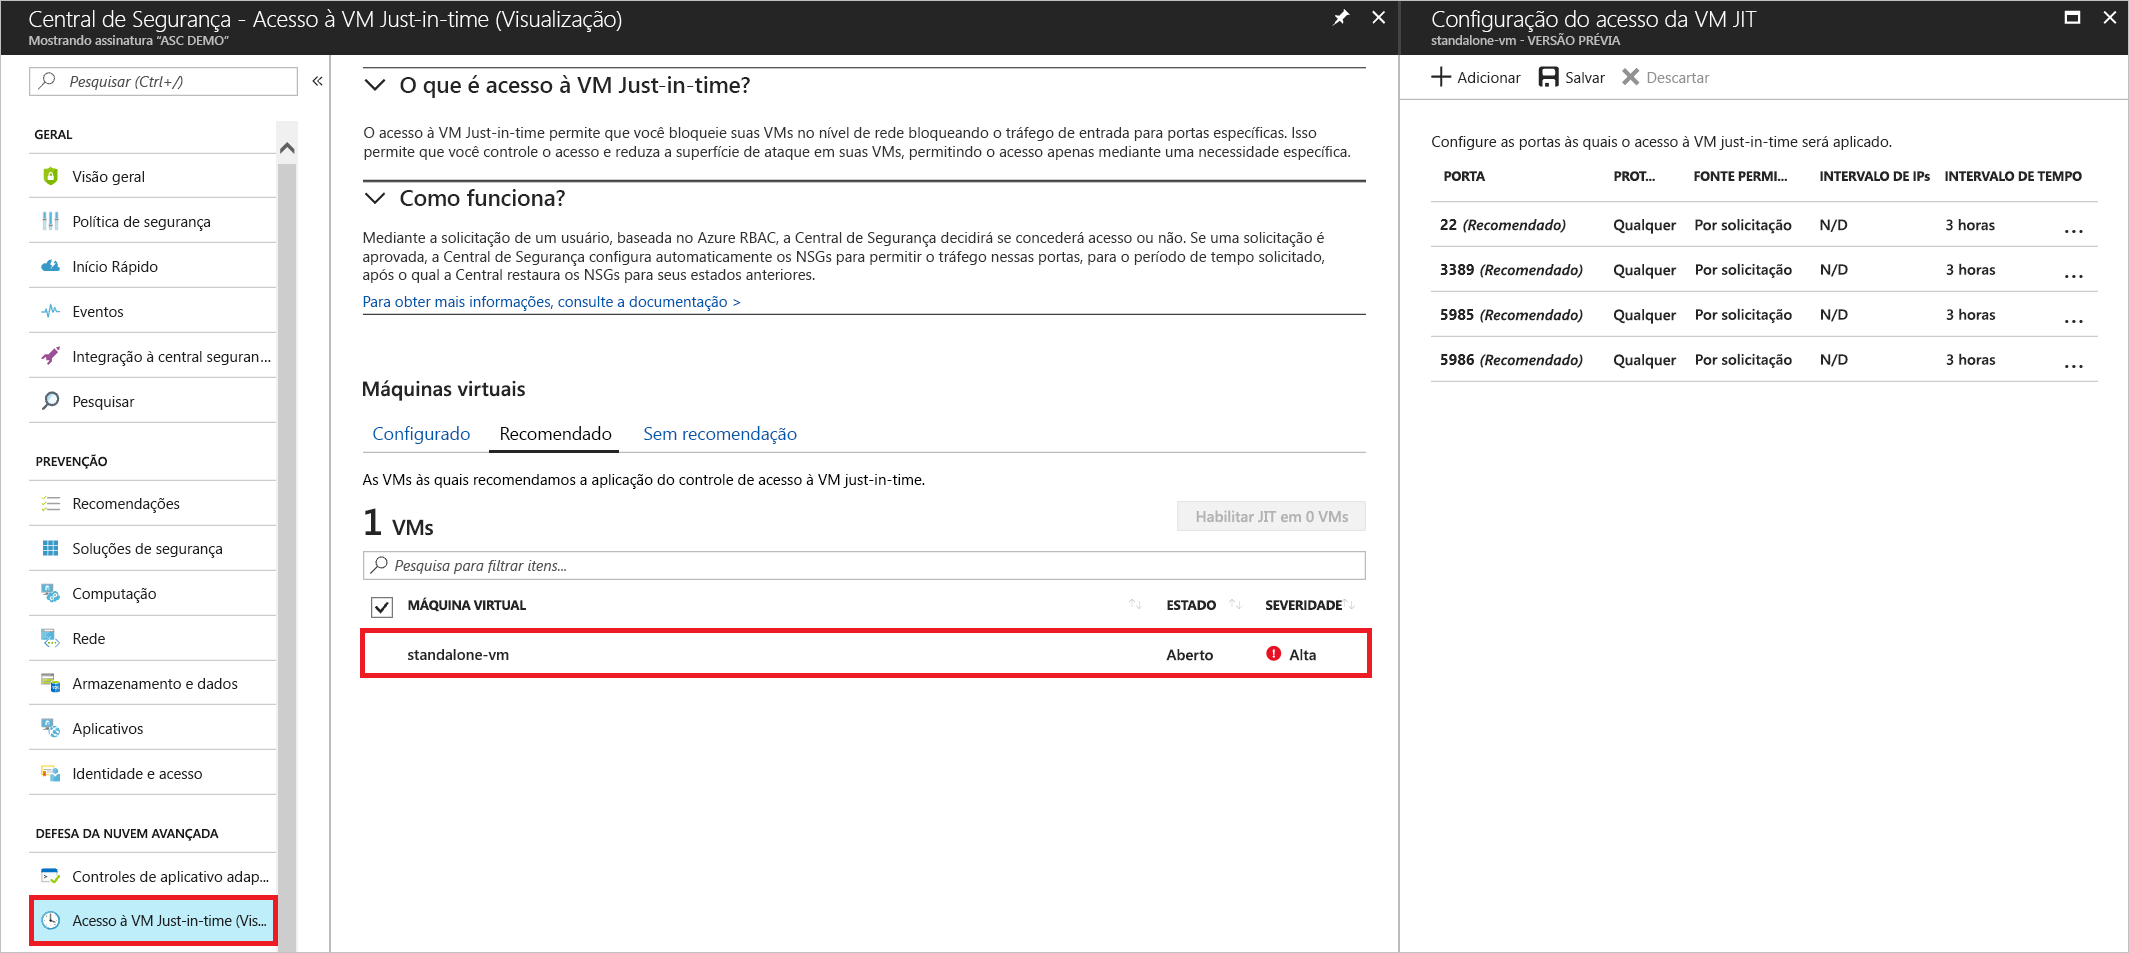 Central de Segurança - Acesso à VM Just-in-time (Visualização)
Mostrando assinatura “ASC DEMO”
Pesquisar (Ctrl+/)
«
GERAL
Visão geral
Política de segurança
Início Rápido
Eventos
Integração à central seguran...
Pesquisar
PREVENÇÃO
Recomendações
Soluções de segurança
Computação
Rede
Armazenamento e dados
Aplicativos
Identidade e acesso
DEFESA DA NUVEM AVANÇADA
Controles de aplicativo adap...
Acesso à VM Just-in-time (Vis...
O que é acesso à VM Just-in-time?
O acesso à VM Just-in-time permite que você bloqueie suas VMs no nível de rede bloqueando o tráfego de entrada para portas específicas. Isso
permite que você controle o acesso e reduza a superfície de ataque em suas VMs, permitindo o acesso apenas mediante uma necessidade específica.
Como funciona?
Mediante a solicitação de um usuário, baseada no Azure RBAC, a Central de Segurança decidirá se concederá acesso ou não. Se uma solicitação é
aprovada, a Central de Segurança configura automaticamente os NSGs para permitir o tráfego nessas portas, para o período de tempo solicitado,
após o qual a Central restaura os NSGs para seus estados anteriores.
Para obter mais informações, consulte a documentação >
Máquinas virtuais
Configurado Recomendado Sem recomendação
As VMs às quais recomendamos a aplicação do controle de acesso à VM just-in-time.
1 VMs
Habilitar JIT em 0 VMs
Pesquisa para filtrar itens...
MÁQUINA VIRTUAL ESTADO SEVERIDADE
standalone-vm Aberto Alta
Configuração do acesso da VM JIT
standalone-vm - VERSÃO PRÉVIA
Adicionar Salvar Descartar
Configure as portas às quais o acesso à VM just-in-time será aplicado.
PORTA PROT... FONTE PERMI... INTERVALO DE IPs INTERVALO DE TEMPO
22 (Recomendado) Qualquer Por solicitação N/D 3 horas ...
3389 (Recomendado) Qualquer Por solicitação N/D 3 horas ...
5985 (Recomendado) Qualquer Por solicitação N/D 3 horas ...
5986 (Recomendado) Qualquer Por solicitação N/D 3 horas ...